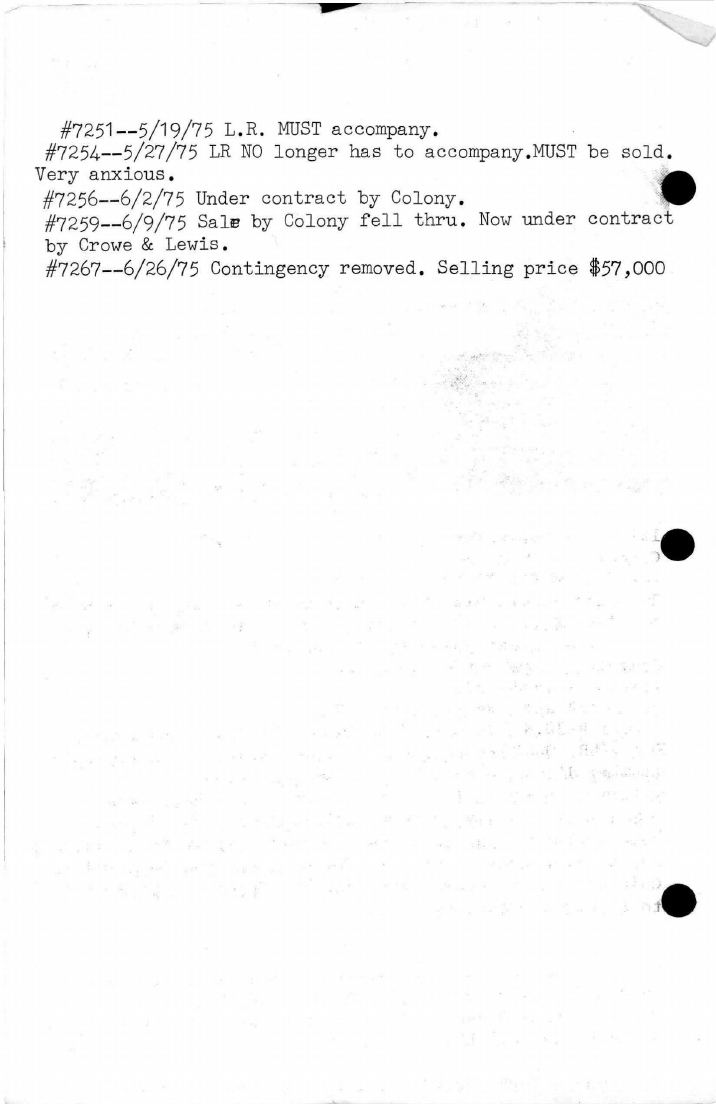 #7251--5/19/75 L.R. MUST accompany.
#7254--5/27/75 LR NO longer has to accompany.MUST be sold.
Very anxious.
#7256--6/2/75 Under contract by Colony.
#7259--6/9/75 Sale by Colony fell thru. Now under contract
by Crowe & Lewis.
#7267--6/26/75 Contingency removed. Selling price $57,000